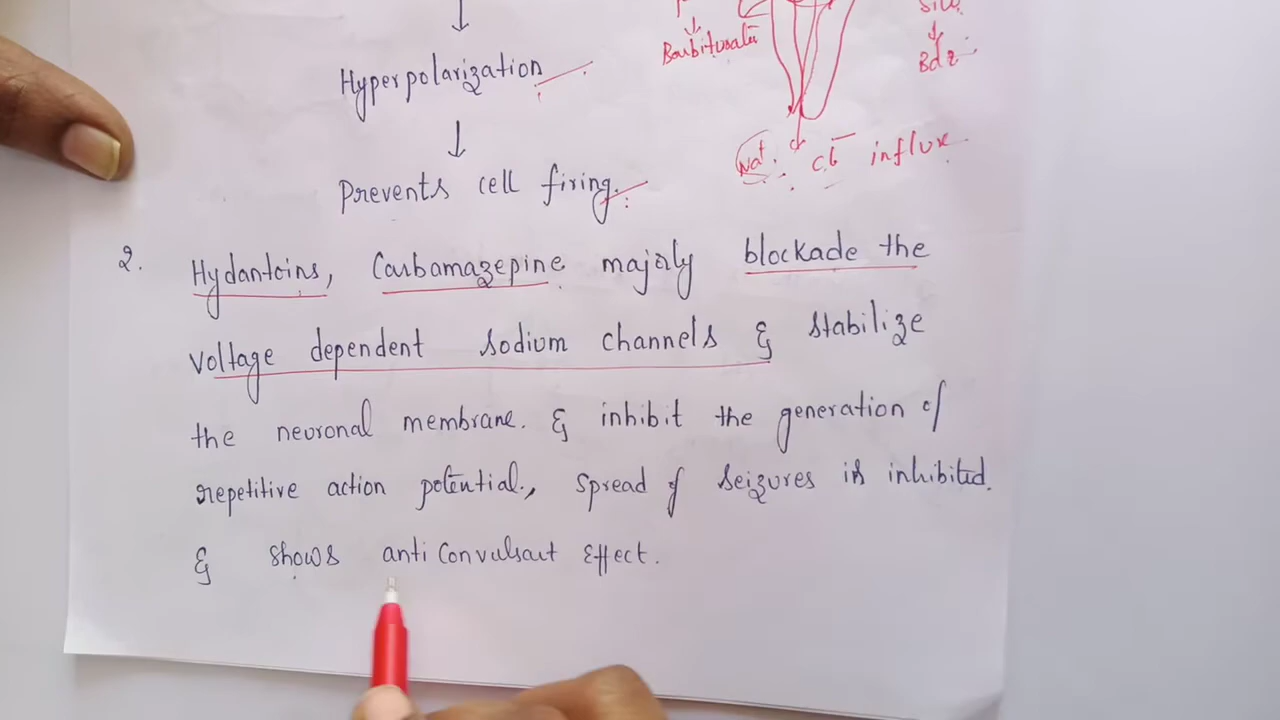 ↓
Hyperpolarization
↓
Prevents cell firing.
↓
Barbiturate
↓
Bdz
Na+. Cl- influx
2. Hydantoins, Carbamazepine majorly blockade the
voltage dependent sodium channels & stabilize
the neuronal membrane. & inhibit the generation of
repetitive action potential., spread of seizures is inhibited.
& shows anti Convulsant Effect.